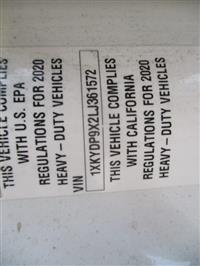 THIS VEHICLE COMPLIES
WITH U.S. EPA
REGULATIONS FOR 2020
HEAVY-DUTY VEHICLES
VIN 1XKYDP9X2LJ361572
THIS VEHICLE COMPLIES
WITH CALIFORNIA
REGULATIONS FOR 2020
HEAVY-DUTY VEHICLES